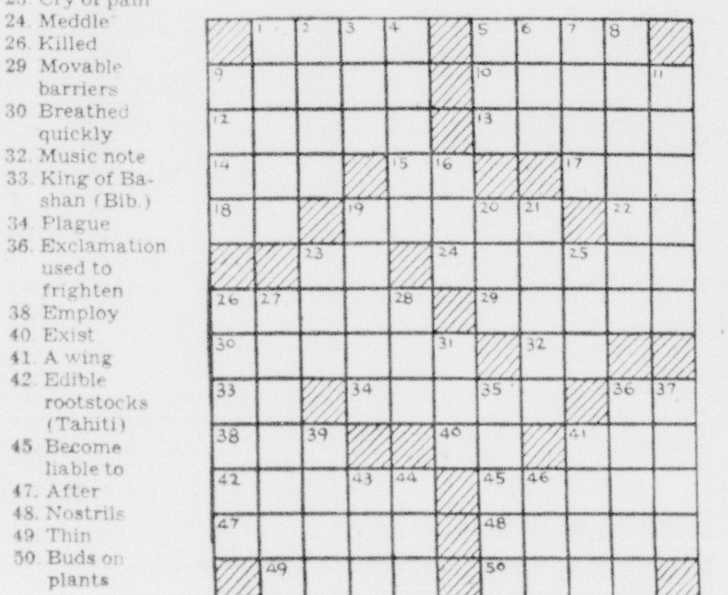 23. Cry of pain
24. Meddle
26. Killed
29 Movable
barriers
30 Breathed
quickly
32. Music note
33. King of Ba-
shan (Bib.)
34. Plague
36. Exclamation
used to
frighten
38. Employ
40. Exist
41. A wing
42. Edible
rootstocks
(Tahiti)
45 Become
liable to
47. After
48. Nostrils
49. Thin
50. Buds on
plants
1 2 3 4 5 6 7 8
9 10 11
12 13
14 15 16 17
18 19 20 21 22
23 24 25
26 27 28 29
30 31 32
33 34 35 36 37
38 39 40 41
42 43 44 45 46
47 48
49 50